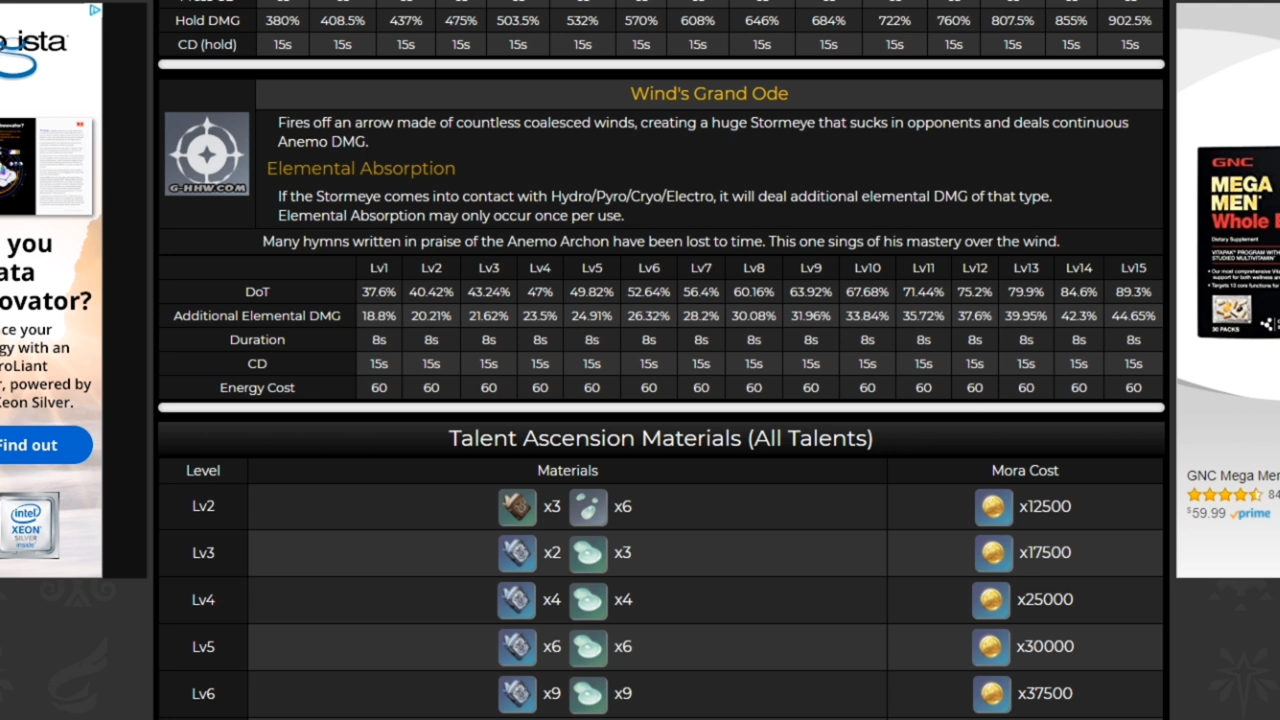 Hold DMG 380% 408.5% 437% 475% 503.5% 532% 570% 608% 646% 684% 722% 760% 807.5% 855% 902.5%
CD (hold) 15s 15s 15s 15s 15s 15s 15s 15s 15s 15s 15s 15s 15s 15s 15s
Wind's Grand Ode
Fires off an arrow made of countless coalesced winds, creating a huge Stormeye that sucks in opponents and deals continuous
Anemo DMG.
G-HHW.COM
Elemental Absorption
If the Stormeye comes into contact with Hydro/Pyro/Cryo/Electro, it will deal additional elemental DMG of that type.
Elemental Absorption may only occur once per use.
Many hymns written in praise of the Anemo Archon have been lost to time. This one sings of his mastery over the wind.
Lv1 Lv2 Lv3 Lv4 Lv5 Lv6 Lv7 Lv8 Lv9 Lv10 Lv11 Lv12 Lv13 Lv14 Lv15
DoT 37.6% 40.42% 43.24% 47% 49.82% 52.64% 56.4% 60.16% 63.92% 67.68% 71.44% 75.2% 79.9% 84.6% 89.3%
Additional Elemental DMG 18.8% 20.21% 21.62% 23.5% 24.91% 26.32% 28.2% 30.08% 31.96% 33.84% 35.72% 37.6% 39.95% 42.3% 44.65%
Duration 8s 8s 8s 8s 8s 8s 8s 8s 8s 8s 8s 8s 8s 8s 8s
CD 15s 15s 15s 15s 15s 15s 15s 15s 15s 15s 15s 15s 15s 15s 15s
Energy Cost 60 60 60 60 60 60 60 60 60 60 60 60 60 60 60
Talent Ascension Materials (All Talents)
Level Materials Mora Cost
Lv2 x3 x6 x12500
Lv3 x2 x3 x17500
Lv4 x4 x4 x25000
Lv5 x6 x6 x30000
Lv6 x9 x9 x37500
ista
you
ata
ovator?
ce your
gy with an
roLiant
r, powered by
Xeon Silver.
Find out
intel
XEON
SILVER
inside
GNC
MEGA
MEN
Whole
Dietary Supplement
30 PACKS
GNC Mega Mer
84
$59.99 prime